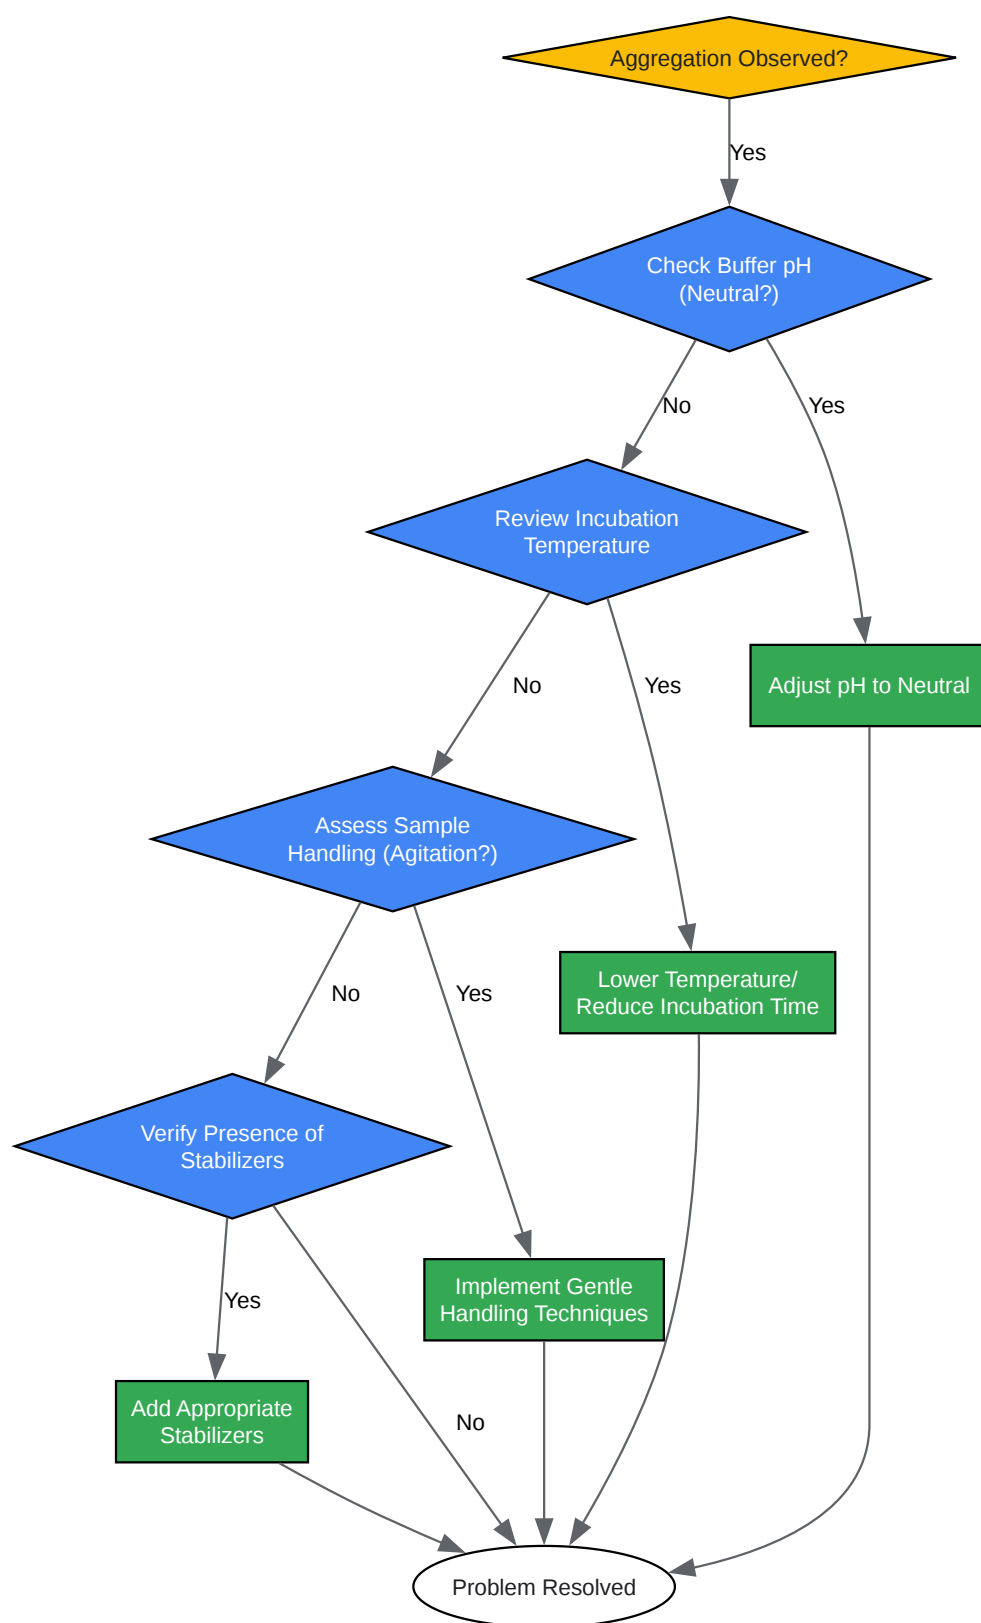 Aggregation Observed?
Yes
Check Buffer pH
(Neutral?)
No
Yes
Review Incubation
Temperature
No
Yes
Adjust pH to Neutral
Assess Sample
Handling (Agitation?)
No
Yes
Lower Temperature/
Reduce Incubation Time
Verify Presence of
Stabilizers
Yes
No
Implement Gentle
Handling Techniques
Add Appropriate
Stabilizers
Problem Resolved